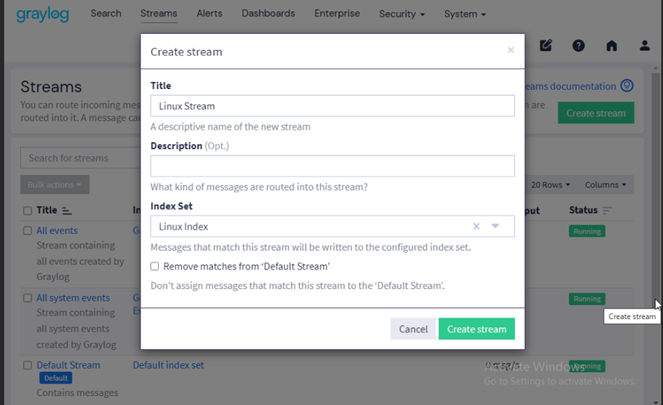 graylog
Search Streams Alerts Dashboards Enterprise Security System
Create stream
×
Streams
Title
eams documentation
You can route incoming mes
Linux Stream
en are
routed into it. A message ca
Create stream
A descriptive name of the new stream
Description (Opt.)
Search for streams
Bulk actions
What kind of messages are routed into this stream?
20 Rows Columns
Index Set
Title In
put Status
Linux Index
All events G
Running
Stream containing
Messages that match this stream will be written to the configured index set.
all events created by
Remove matches from 'Default Stream'
Graylog
Don't assign messages that match this stream to the 'Default Stream'.
All system events G
Running
Stream containing E
Create stream
all system events
Cancel Create stream
created by Graylog
Default Stream Default index set
Default
Activate Windows
Go to Settings to activate Windows.
Contains messages